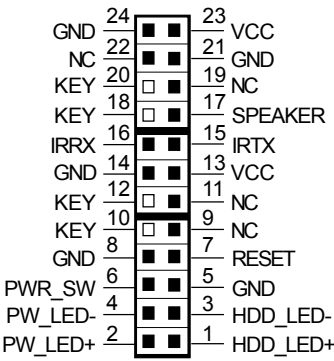 GND 24 23 VCC
NC 22 21 GND
KEY 20 19 NC
KEY 18 17 SPEAKER
IRRX 16 15 IRTX
GND 14 13 VCC
KEY 12 11 NC
KEY 10 9 NC
GND 8 7 RESET
PWR_SW 6 5 GND
PW_LED- 4 3 HDD_LED-
PW_LED+ 2 1 HDD_LED+